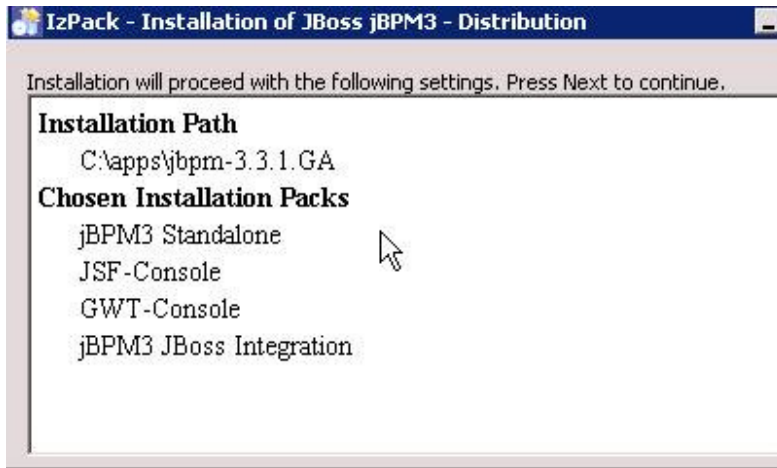 IzPack - Installation of JBoss jBPM3 - Distribution
Installation will proceed with the following settings. Press Next to continue.
Installation Path
C:\apps\jbpm-3.3.1.GA
Chosen Installation Packs
jBPM3 Standalone
JSF-Console
GWT-Console
jBPM3 JBoss Integration